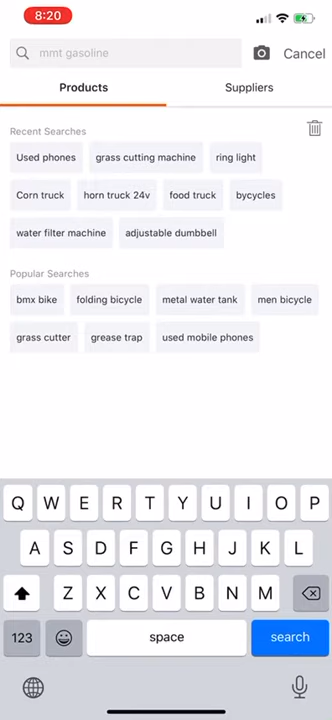 8:20
mmt gasoline
Cancel
Products
Suppliers
Recent Searches
Used phones
grass cutting machine
ring light
Corn truck
horn truck 24v
food truck
bycycles
water filter machine
adjustable dumbbell
Popular Searches
bmx bike
folding bicycle
metal water tank
men bicycle
grass cutter
grease trap
used mobile phones
Q W E R T Y U I O P
A S D F G H J K L
Z X C V B N M
123
space
search